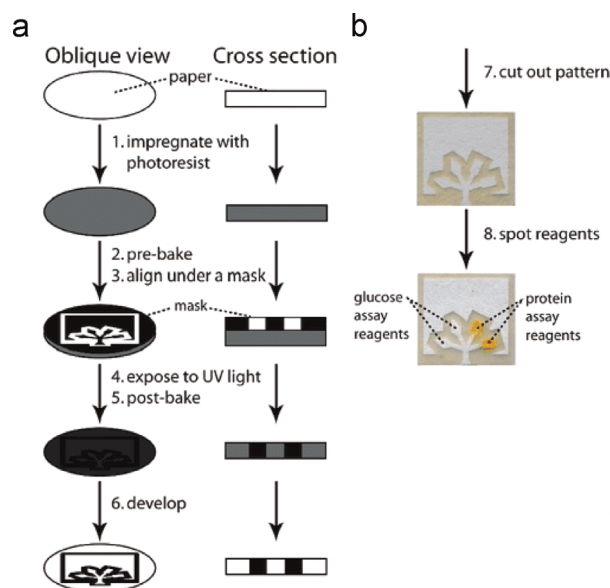 a
Oblique view
Cross section
paper
1. impregnate with
photoresist
2. pre-bake
3. align under a mask
mask
4. expose to UV light
5. post-bake
6. develop
b
7. cut out pattern
8. spot reagents
glucose
assay
reagents
protein
assay
reagents